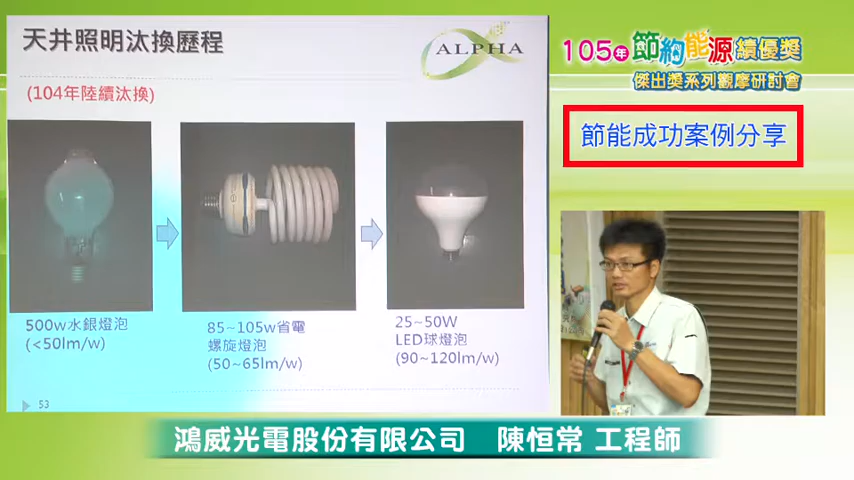 天井照明汰換歷程
ALPHA
(104年陸續汰換)
500w水銀燈泡
(<50lm/w)
85~105w省電
螺旋燈泡
(50~65lm/w)
25~50W
LED球燈泡
(90~120lm/w)
53
105年節約能源績優獎
傑出獎系列觀摩研討會
節能成功案例分享
鴻威光電股份有限公司 陳恒常 工程師